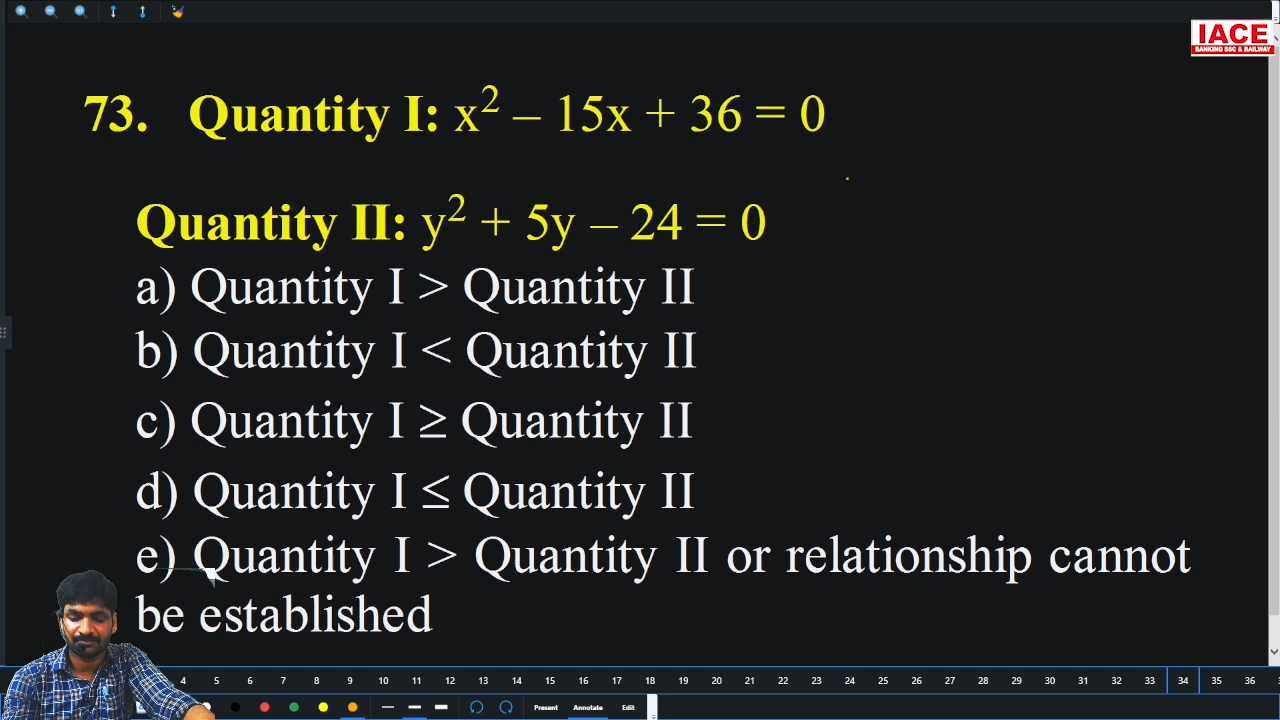 IACE
BANKING SSC & RAILWAY
73. Quantity I: x² – 15x + 36 = 0
Quantity II: y² + 5y – 24 = 0
a) Quantity I > Quantity II
b) Quantity I < Quantity II
c) Quantity I ≥ Quantity II
d) Quantity I ≤ Quantity II
e) Quantity I > Quantity II or relationship cannot
be established
4 5 6 7 8 9 10 11 12 13 14 15 16 17 18 19 20 21 22 23 24 25 26 27 28 29 30 31 32 33 34 35 36
Present Annotate Edit